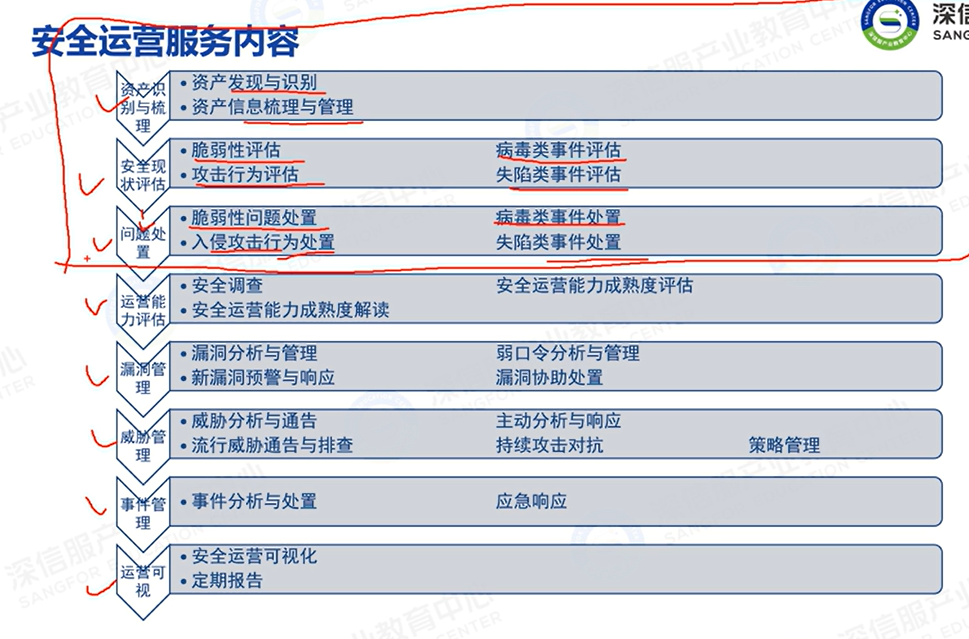 安全运营服务内容
深信
SANG
资产识
别与梳
理
• 资产发现与识别
• 资产信息梳理与管理
安全现
状评估
• 脆弱性评估 病毒类事件评估
• 攻击行为评估 失陷类事件评估
问题处
置
• 脆弱性问题处置 病毒类事件处置
• 入侵攻击行为处置 失陷类事件处置
运营能
力评估
• 安全调查 安全运营能力成熟度评估
• 安全运营能力成熟度解读
漏洞管
理
• 漏洞分析与管理 弱口令分析与管理
• 新漏洞预警与响应 漏洞协助处置
威胁管
理
• 威胁分析与通告 主动分析与响应
• 流行威胁通告与排查 持续攻击对抗 策略管理
事件管
理
• 事件分析与处置 应急响应
运营可
视
• 安全运营可视化
• 定期报告